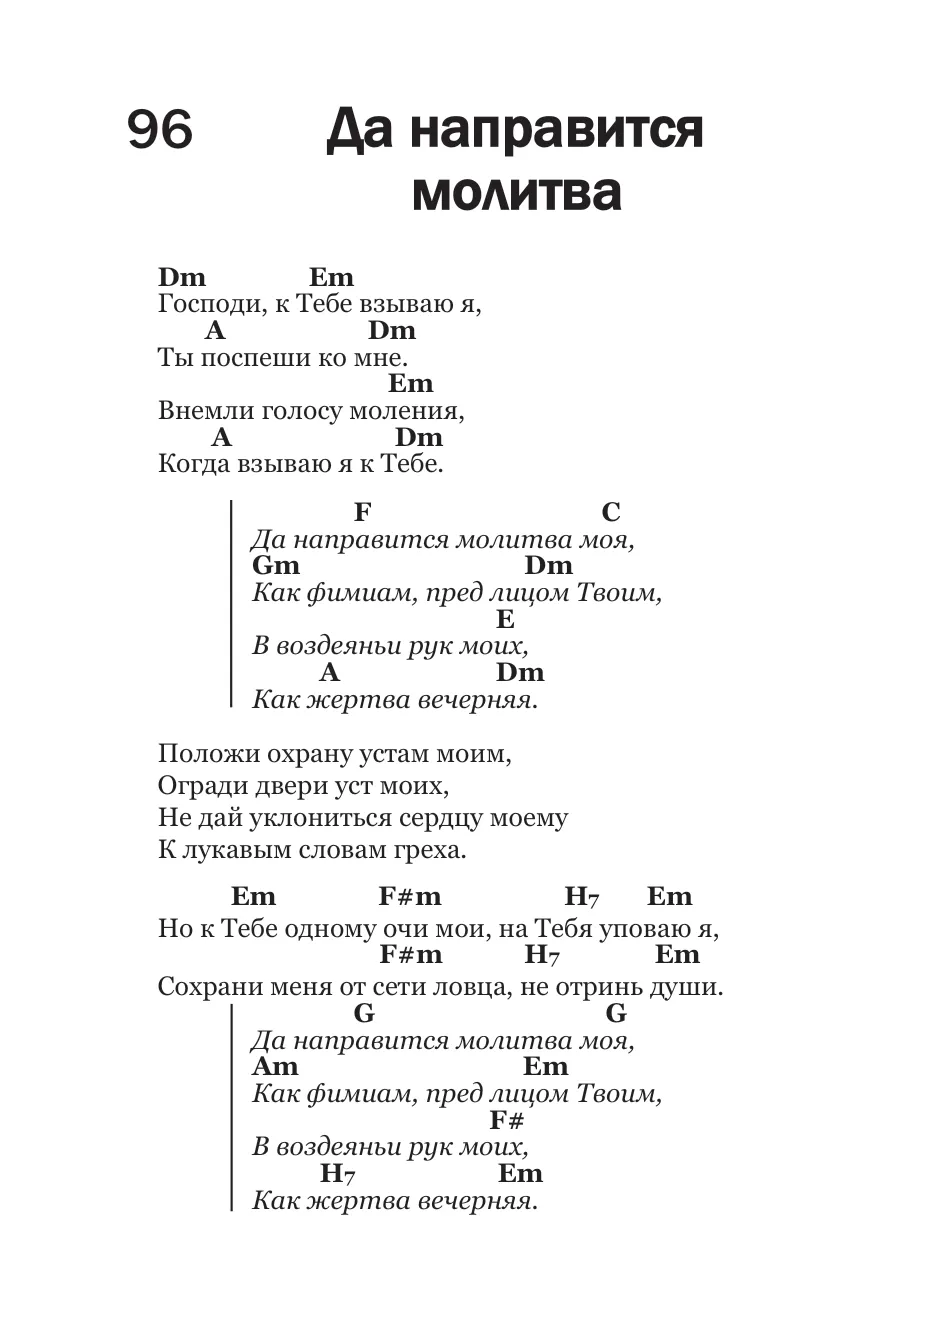 96 Да направится
молитва
Dm Em
Господи, к Тебе взываю я,
A Dm
Ты поспеши ко мне.
Em
Внемли голосу моления,
A Dm
Когда взываю я к Тебе.
F C
Да направится молитва моя,
Gm Dm
Как фимиам, пред лицом Твоим,
E
В воздеяньи рук моих,
A Dm
Как жертва вечерняя.
Положи охрану устам моим,
Огради двери уст моих,
Не дай уклониться сердцу моему
К лукавым словам греха.
Em F#m H7 Em
Но к Тебе одному очи мои, на Тебя уповаю я,
F#m H7 Em
Сохрани меня от сети ловца, не отринь души.
G G
Да направится молитва моя,
Am Em
Как фимиам, пред лицом Твоим,
F#
В воздеяньи рук моих,
H7 Em
Как жертва вечерняя.